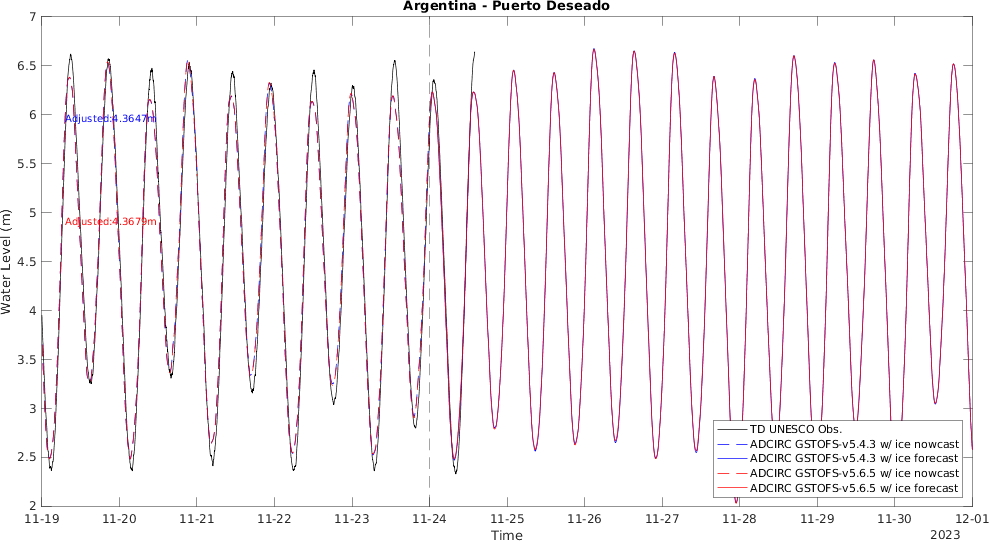 Argentina - Puerto Deseado
Water Level (m)
7
6.5
6
5.5
5
4.5
4
3.5
3
2.5
2
Adjusted:4.3647m
Adjusted:4.3679m
TD UNESCO Obs.
ADCIRC GSTOFS-v5.4.3 w/ ice nowcast
ADCIRC GSTOFS-v5.4.3 w/ ice forecast
ADCIRC GSTOFS-v5.6.5 w/ ice nowcast
ADCIRC GSTOFS-v5.6.5 w/ ice forecast
11-19 11-20 11-21 11-22 11-23 11-24 11-25 11-26 11-27 11-28 11-29 11-30 12-01
Time
2023